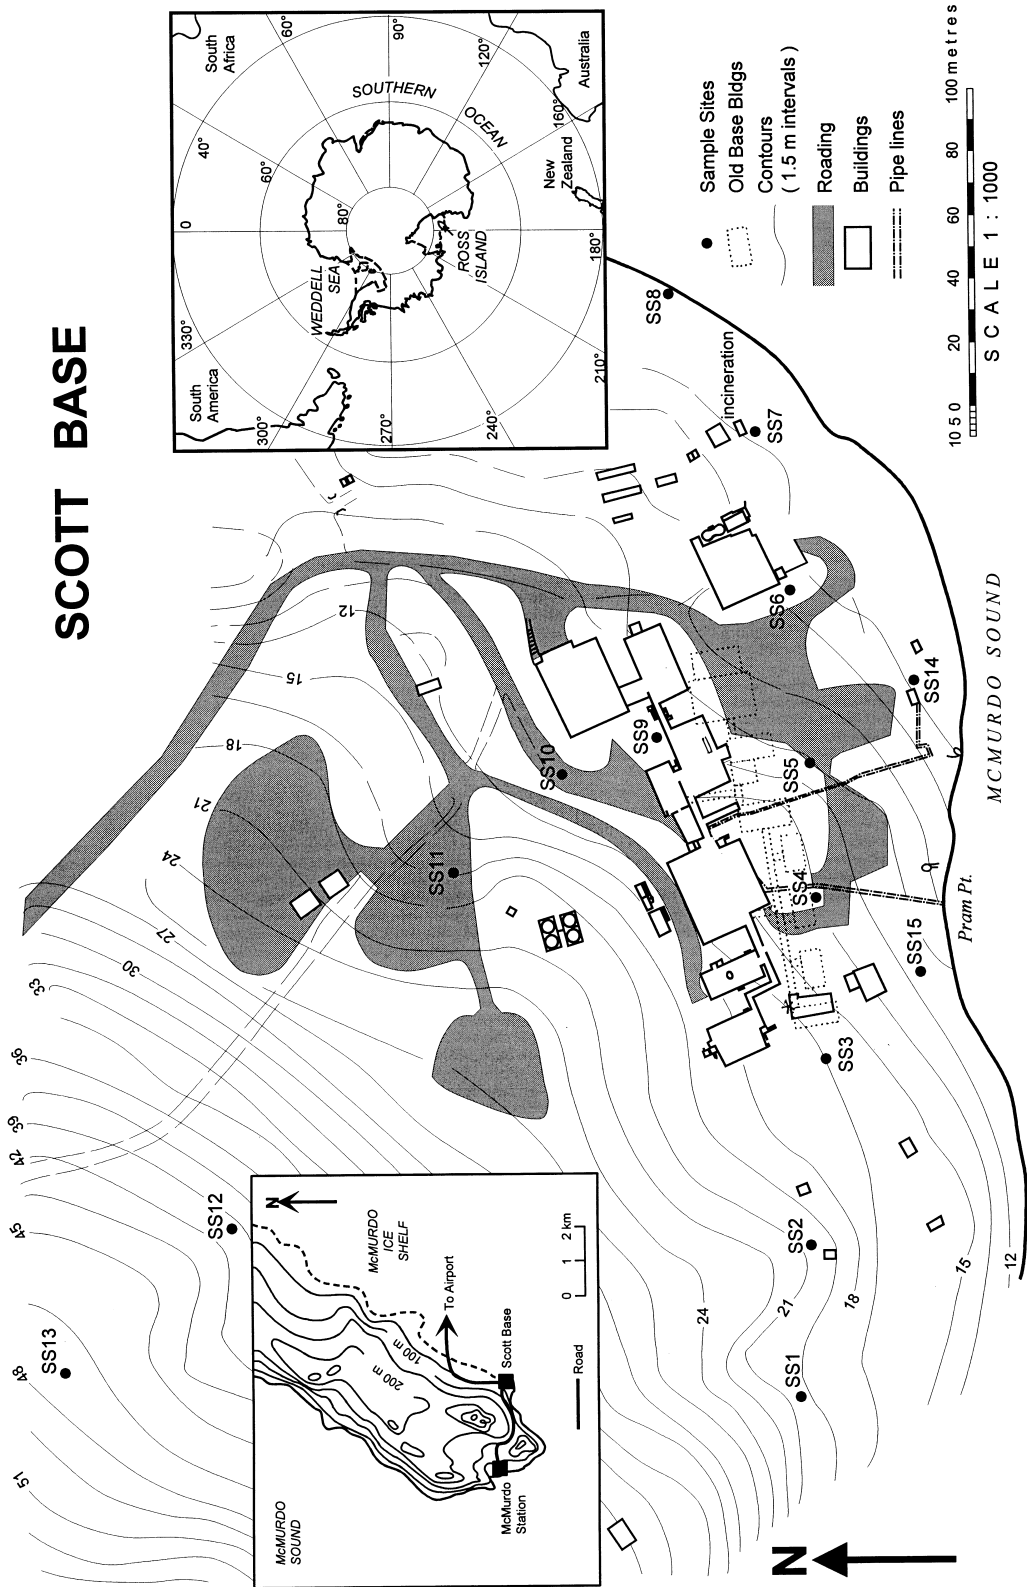 SCOTT BASE
South
Africa
60°
90°
120°
Australia
40°
60°
SOUTHERN
OCEAN
160°
0
80°
New
Zealand
180°
WEDDELL
SEA
ROSS
ISLAND
330°
South
America
300°
270°
240°
210°
Sample Sites
Old Base Bldgs
Contours
( 1.5 m intervals )
Roading
Buildings
Pipe lines
10 5 0 20 40 60 80 100 metres
SCALE 1 : 1000
SS8
incineration
SS7
SS6
SS14
SS9
SS10
SS5
SS11
SS4
SS15
SS3
SS12
SS2
SS13
SS1
MCMURDO SOUND
Pram Pt.
12
15
18
21
24
27
30
33
36
39
42
45
48
51
24
21
18
15
12
N
McMURDO
ICE
SHELF
To Airport
100 m
200 m
Scott Base
McMurdo
Station
McMURDO
SOUND
0 1 2 km
Road
N